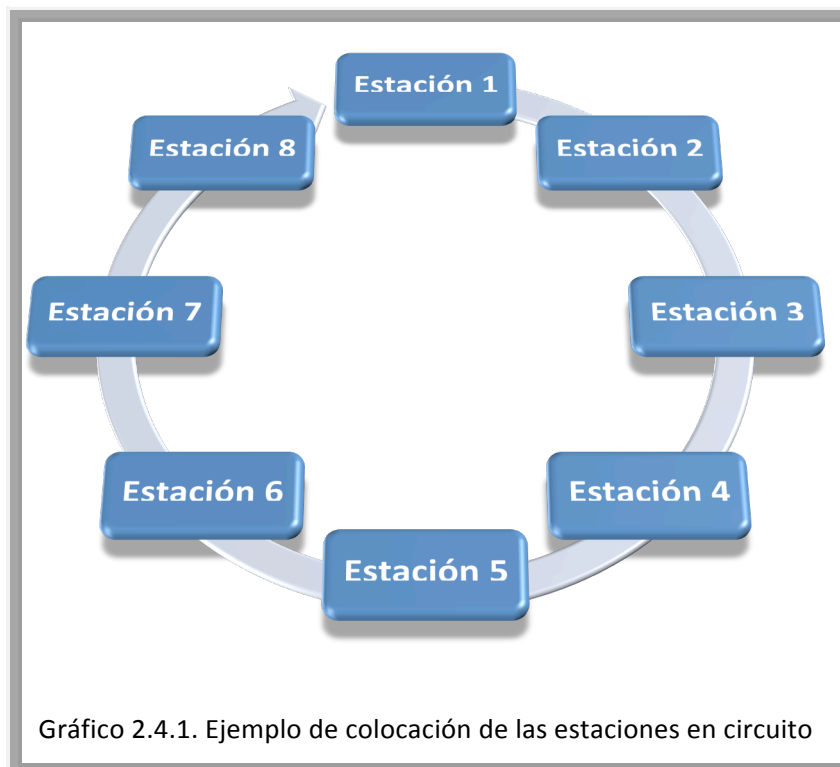 Estación 1
Estación 2
Estación 3
Estación 4
Estación 5
Estación 6
Estación 7
Estación 8
Gráfico 2.4.1. Ejemplo de colocación de las estaciones en circuito